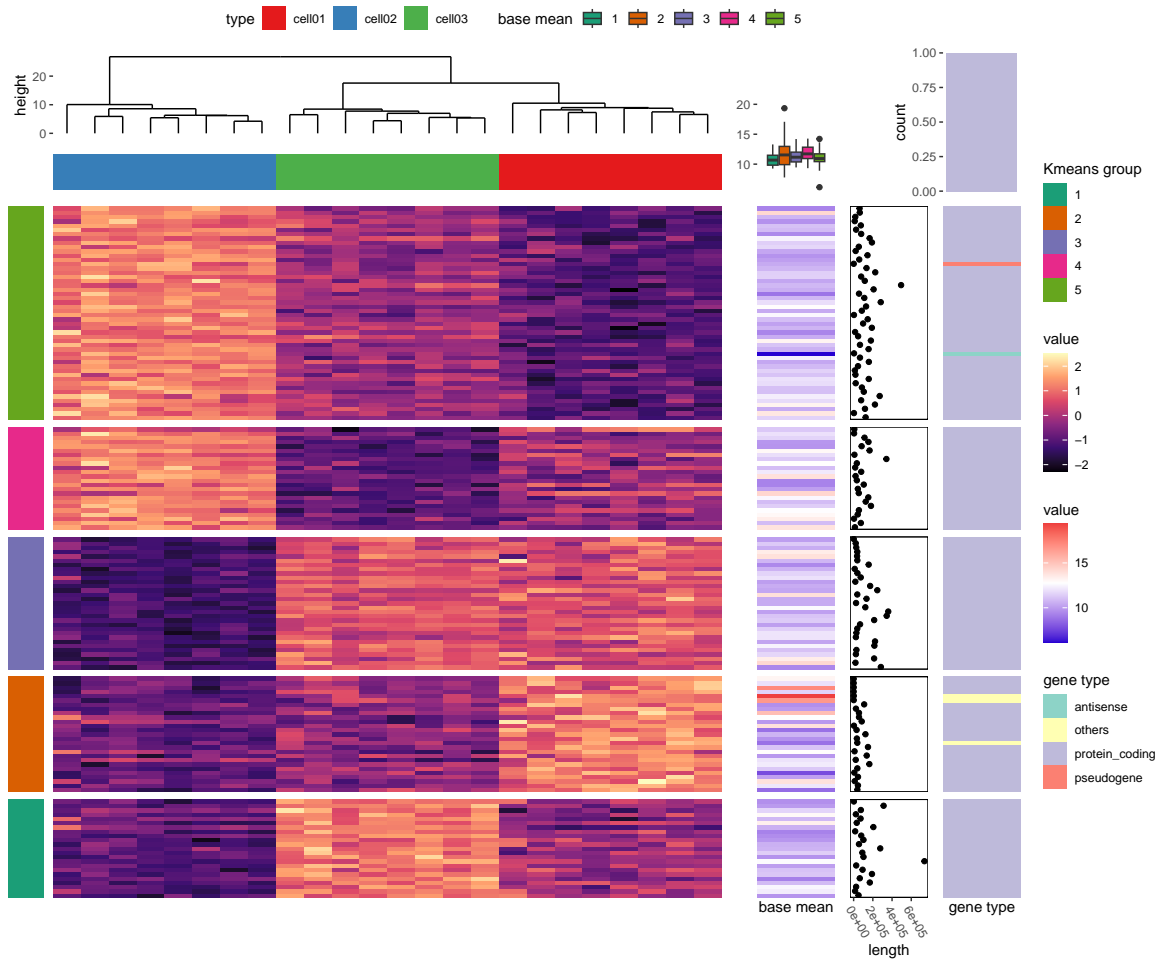 type cell01 cell02 cell03 base mean 1 2 3 4 5
height
20
10
0
20
15
10
count
1.00
0.75
0.50
0.25
0.00
Kmeans group
1
2
3
4
5
value
2
1
0
−1
−2
value
15
10
gene type
antisense
others
protein_coding
pseudogene
base mean
0e+00 2e+05 4e+05 6e+05
length
gene type